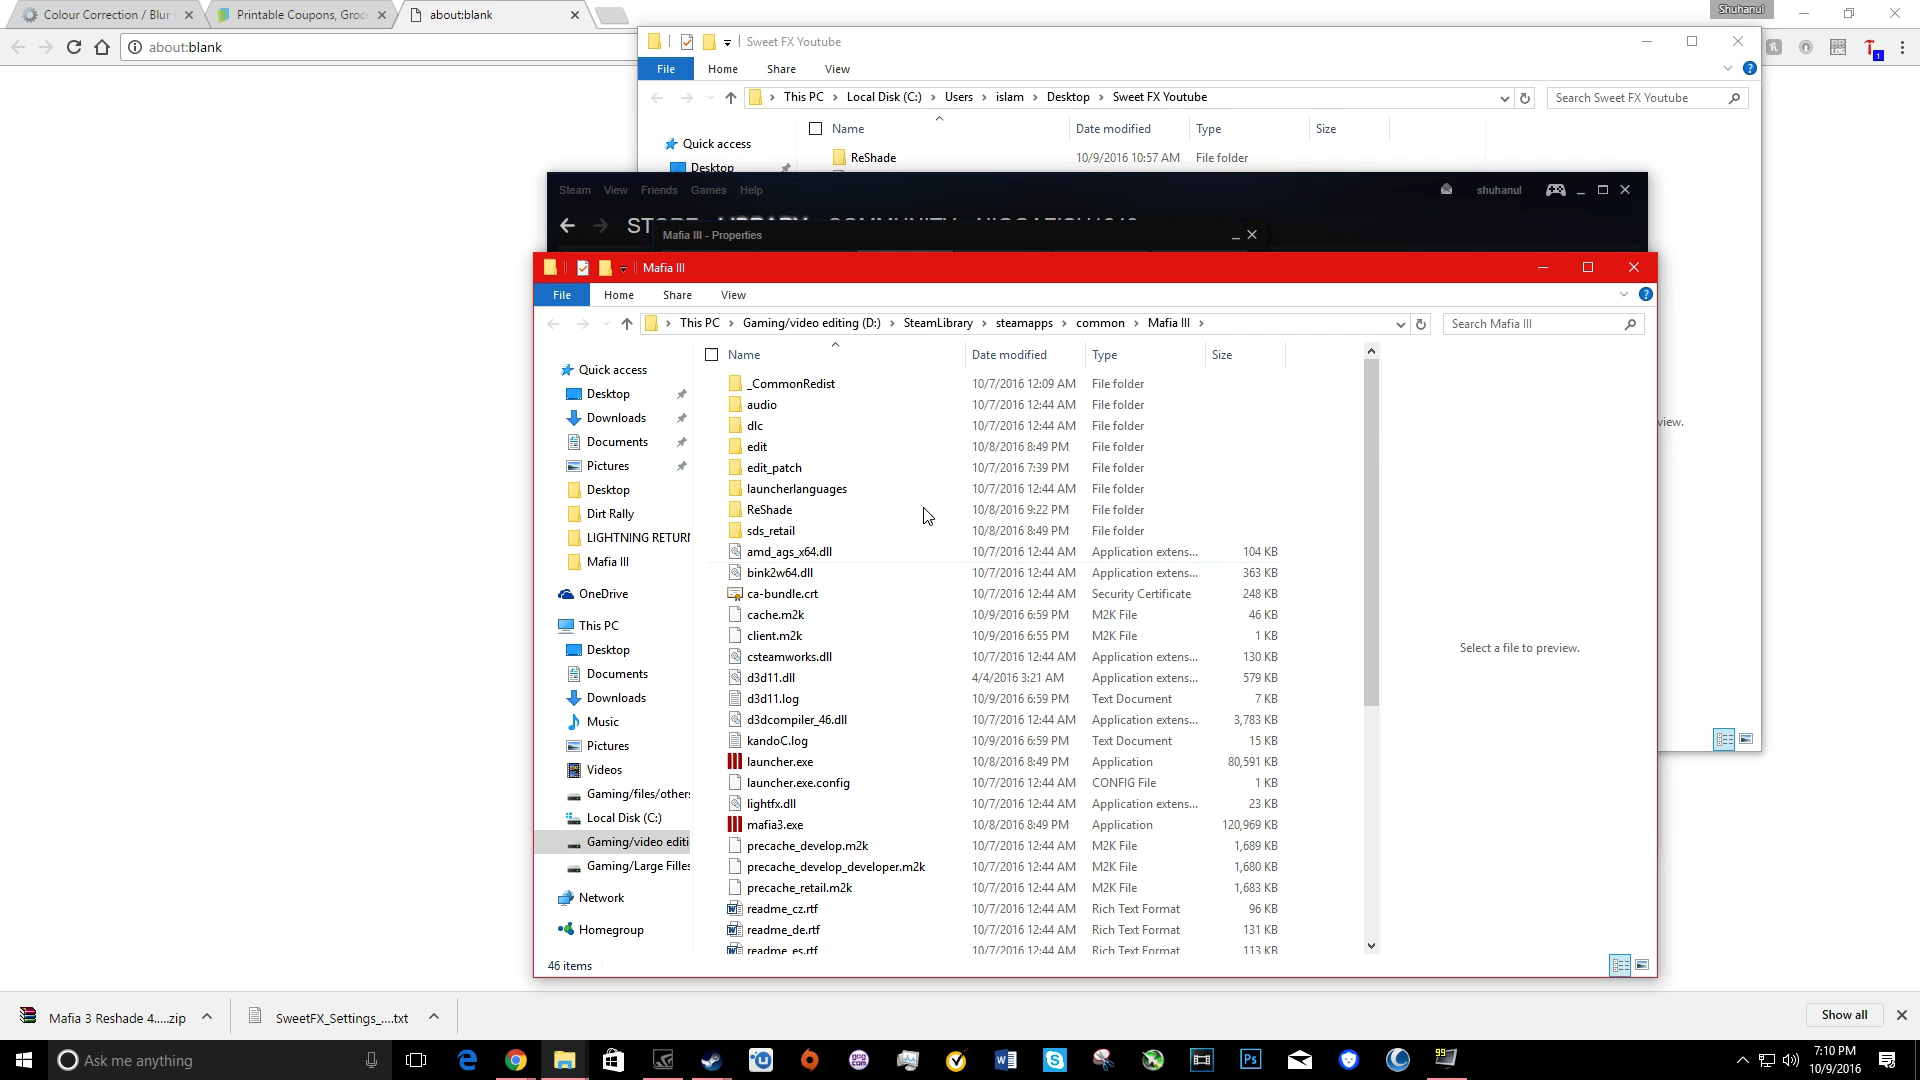 Colour Correction / Blur
Printable Coupons, Groc
about:blank
Shuhanul
about:blank
Sweet FX Youtube
File Home Share View
This PC Local Disk (C:) Users islam Desktop Sweet FX Youtube
Search Sweet FX Youtube
Name Date modified Type Size
Quick access
ReShade 10/9/2016 10:57 AM File folder
Desktop
Steam View Friends Games Help
shuhanul
STORE LIBRARY COMMUNITY
Mafia III - Properties
Mafia III
File Home Share View
This PC Gaming/video editing (D:) SteamLibrary steamapps common Mafia III
Search Mafia III
Name Date modified Type Size
Quick access
Desktop
Downloads
Documents
Pictures
Desktop
Dirt Rally
LIGHTNING RETURN
Mafia III
OneDrive
This PC
Desktop
Documents
Downloads
Music
Pictures
Videos
Gaming/files/others
Local Disk (C:)
Gaming/video editi
Gaming/Large Filles
Network
Homegroup
_CommonRedist 10/7/2016 12:09 AM File folder
audio 10/7/2016 12:44 AM File folder
dlc 10/7/2016 12:44 AM File folder
edit 10/8/2016 8:49 PM File folder
edit_patch 10/7/2016 7:39 PM File folder
launcherlanguages 10/7/2016 12:44 AM File folder
ReShade 10/8/2016 9:22 PM File folder
sds_retail 10/8/2016 8:49 PM File folder
amd_ags_x64.dll 10/7/2016 12:44 AM Application extens... 104 KB
bink2w64.dll 10/7/2016 12:44 AM Application extens... 363 KB
ca-bundle.crt 10/7/2016 12:44 AM Security Certificate 248 KB
cache.m2k 10/9/2016 6:59 PM M2K File 46 KB
client.m2k 10/9/2016 6:55 PM M2K File 1 KB
csteamworks.dll 10/7/2016 12:44 AM Application extens... 130 KB
d3d11.dll 4/4/2016 3:21 AM Application extens... 579 KB
d3d11.log 10/9/2016 6:59 PM Text Document 7 KB
d3dcompiler_46.dll 10/7/2016 12:44 AM Application extens... 3,783 KB
kandoC.log 10/9/2016 6:59 PM Text Document 15 KB
launcher.exe 10/8/2016 8:49 PM Application 80,591 KB
launcher.exe.config 10/7/2016 12:44 AM CONFIG File 1 KB
lightfx.dll 10/7/2016 12:44 AM Application extens... 23 KB
mafia3.exe 10/8/2016 8:49 PM Application 120,969 KB
precache_develop.m2k 10/7/2016 12:44 AM M2K File 1,689 KB
precache_develop_developer.m2k 10/7/2016 12:44 AM M2K File 1,680 KB
precache_retail.m2k 10/7/2016 12:44 AM M2K File 1,683 KB
readme_cz.rtf 10/7/2016 12:44 AM Rich Text Format 96 KB
readme_de.rtf 10/7/2016 12:44 AM Rich Text Format 131 KB
readme_es.rtf 10/7/2016 12:44 AM Rich Text Format 113 KB
view.
Select a file to preview.
46 items
Mafia 3 Reshade 4.....zip
SweetFX_Settings_....txt
Show all
Ask me anything
gog com
Ps
99
7:10 PM
10/9/2016